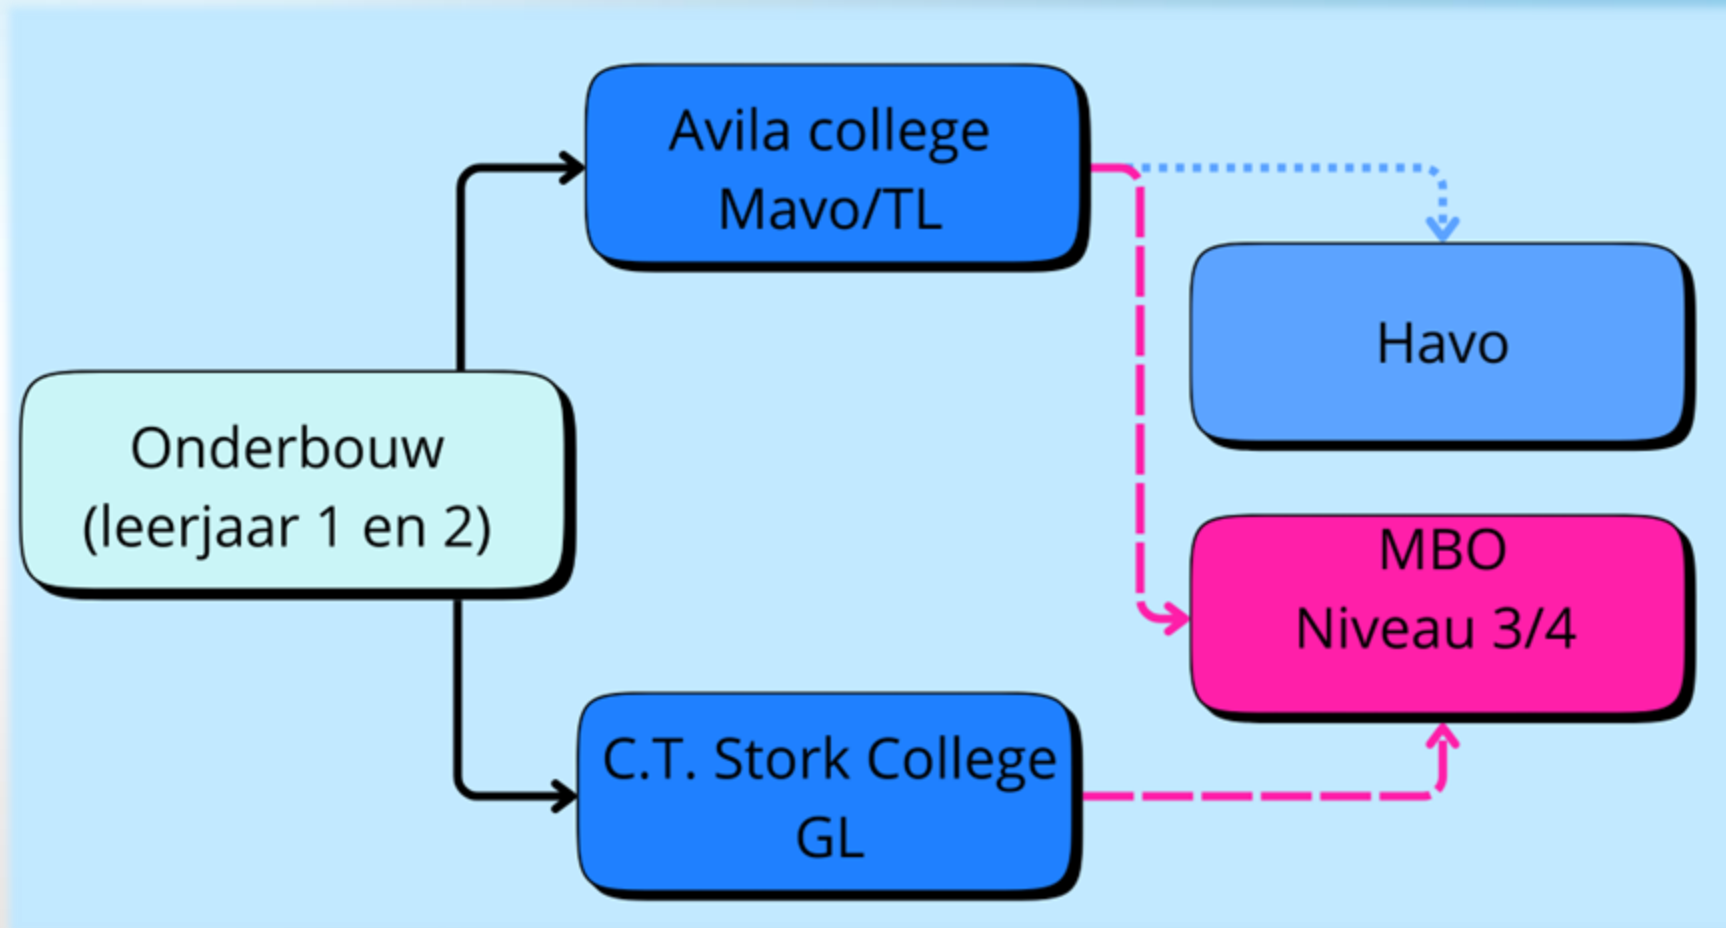 Avila college
Mavo/TL
Havo
Onderbouw
(leerjaar 1 en 2)
MBO
Niveau 3/4
C.T. Stork College
GL